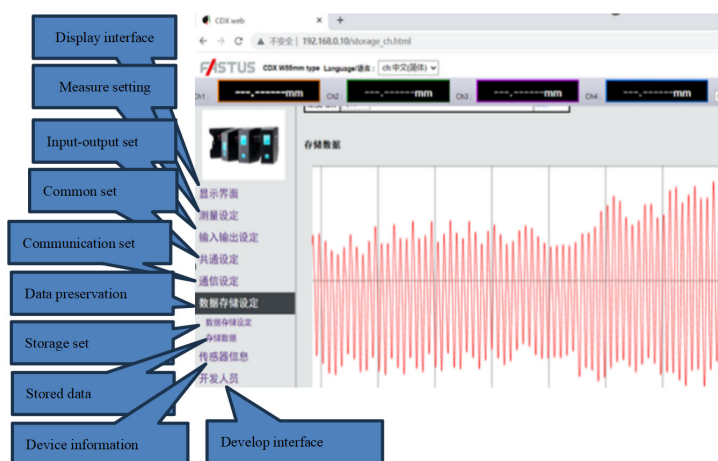 Display interface
Measure setting
Input-output set
Common set
Communication set
Data preservation
Storage set
Stored data
Device information
Develop interface
CDX web
不安全 | 192.168.0.10/storage_ch.html
FASTUS CDX W85mm type Language/语言: ch:中文(简体)
Ch1: ---.------mm Ch2: ---.------mm Ch3: ---.------mm Ch4: ---.------mm
存储数据
显示界面
测量设定
输入输出设定
共通设定
通信设定
数据存储设定
数据存储设定
存储数据
传感器信息
开发人员